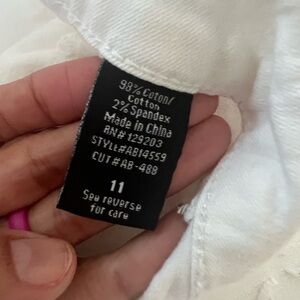 98% Coton/
Cotton
2% Spandex
Made in China
RN# 129203
STYLE#AB14559
CUT#AB-488
11
See reverse
for care